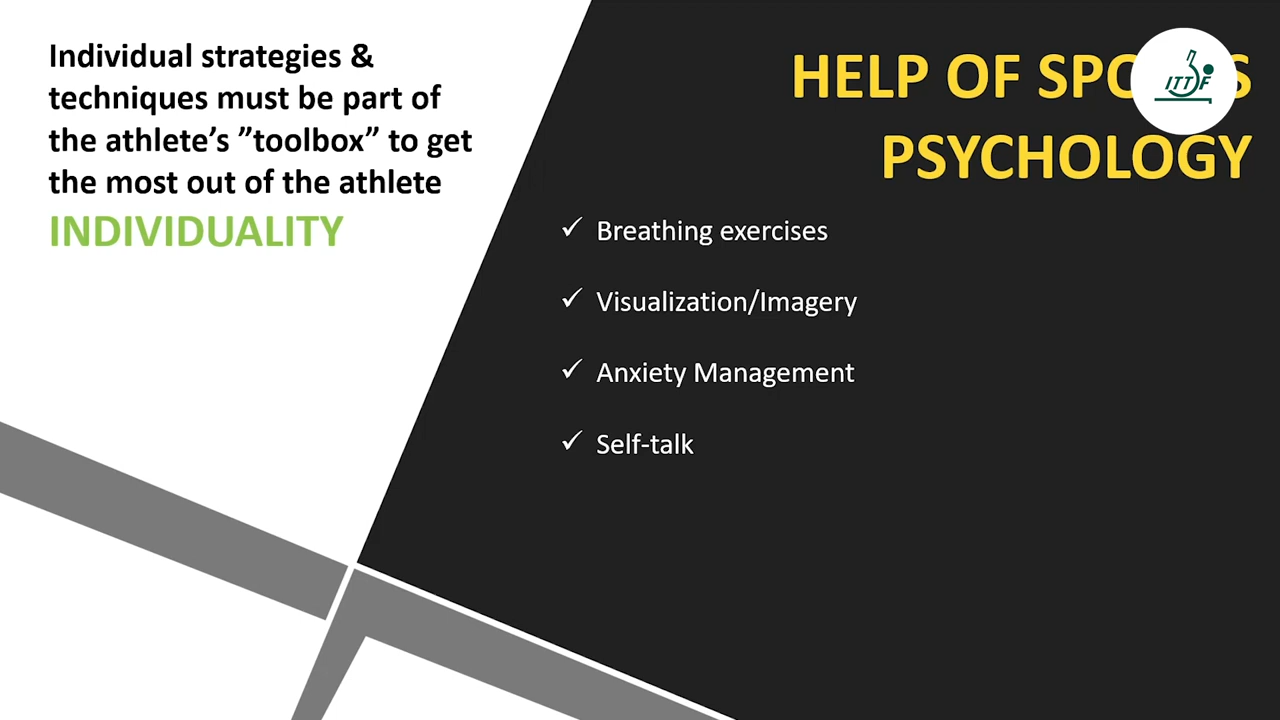 Individual strategies &
techniques must be part of
the athlete’s ”toolbox” to get
the most out of the athlete
INDIVIDUALITY
HELP OF
PSYCHOLOGY
ITTF
✓ Breathing exercises
✓ Visualization/Imagery
✓ Anxiety Management
✓ Self-talk